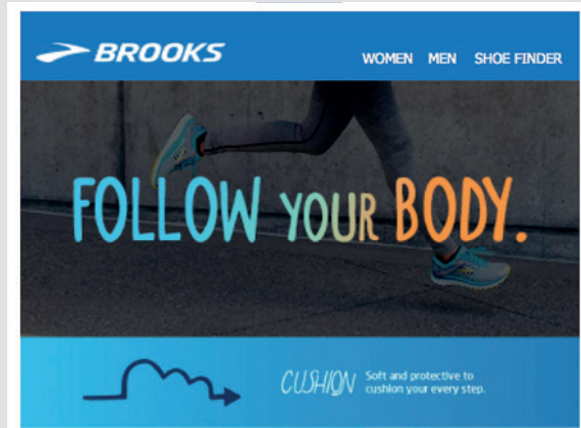 BROOKS
WOMEN MEN SHOE FINDER
FOLLOW YOUR BODY.
CUSHION
Soft and protective to
cushion your every step.